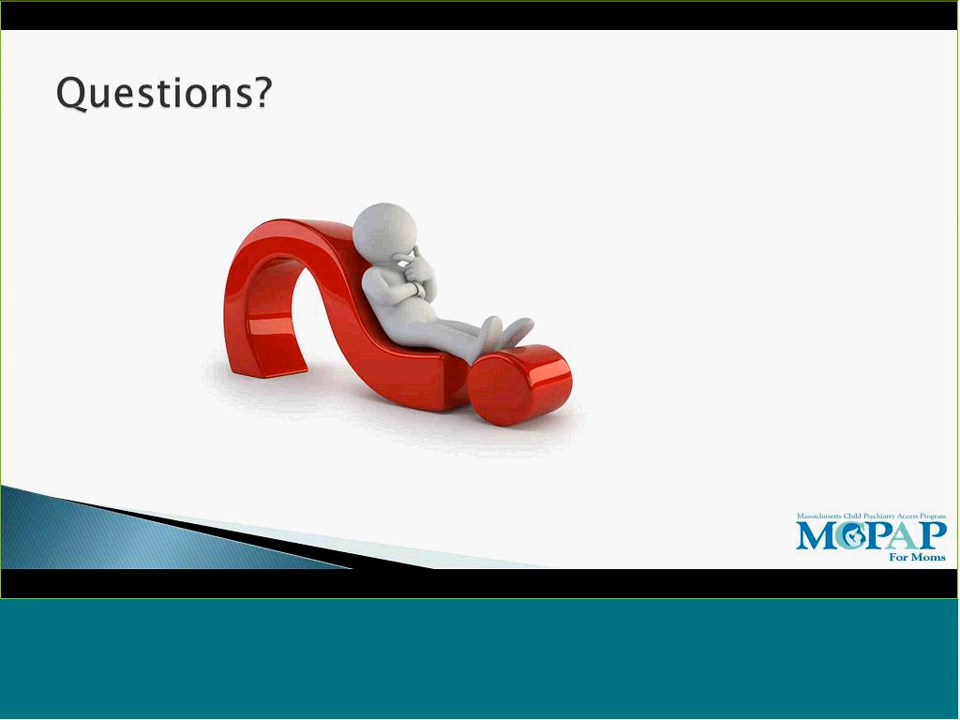 Questions?
Massachusetts Child Psychiatry Access Program
MCPAP
For Moms